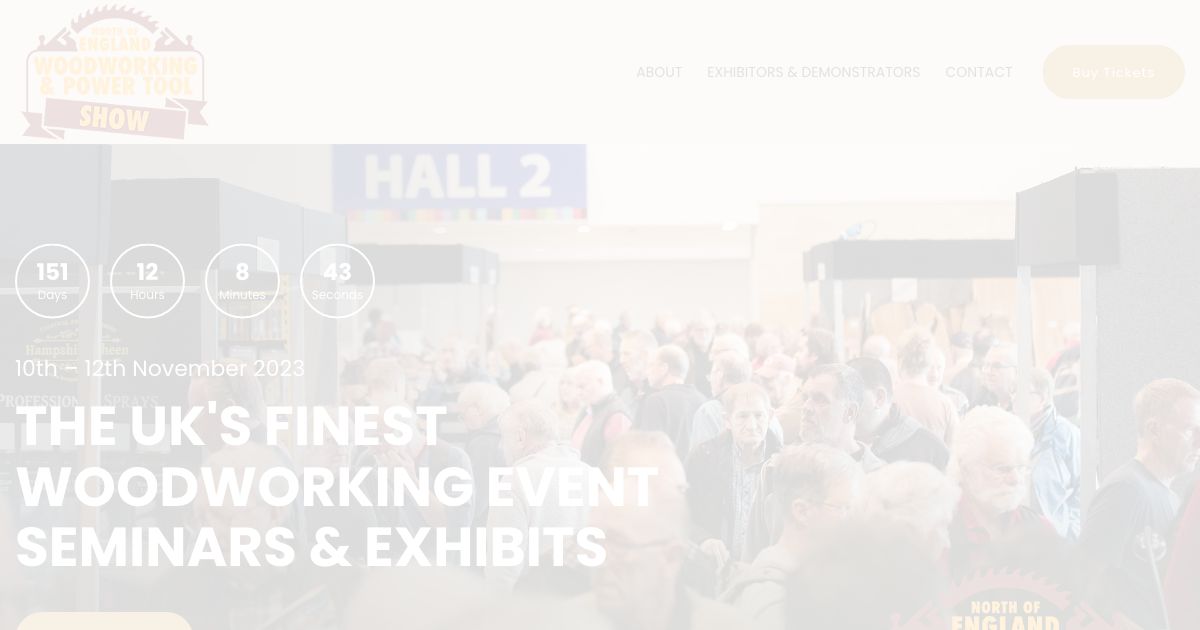 NORTH OF
ENGLAND
WOODWORKING
& POWER TOOL
SHOW
ABOUT
EXHIBITORS & DEMONSTRATORS
CONTACT
Buy Tickets
HALL 2
151
Days
12
Hours
8
Minutes
43
Seconds
10th – 12th November 2023
THE UK'S FINEST
WOODWORKING EVENT
SEMINARS & EXHIBITS
NORTH OF
ENGLAND